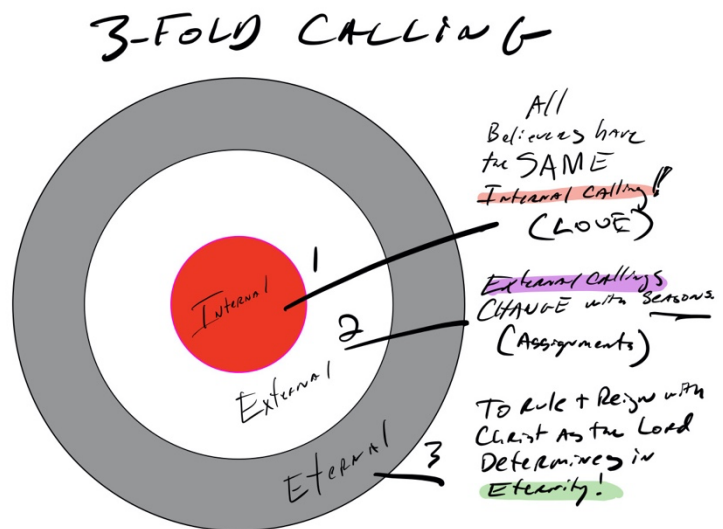 3-FOLD CALLING
All
Believers have
the SAME
Internal Calling!
(LOVE)
1
Internal
External Callings
CHANGE with Seasons.
(Assignments)
2
External
To Rule + Reign with
Christ As the Lord
Determines in
Eternity!
Eternal
3